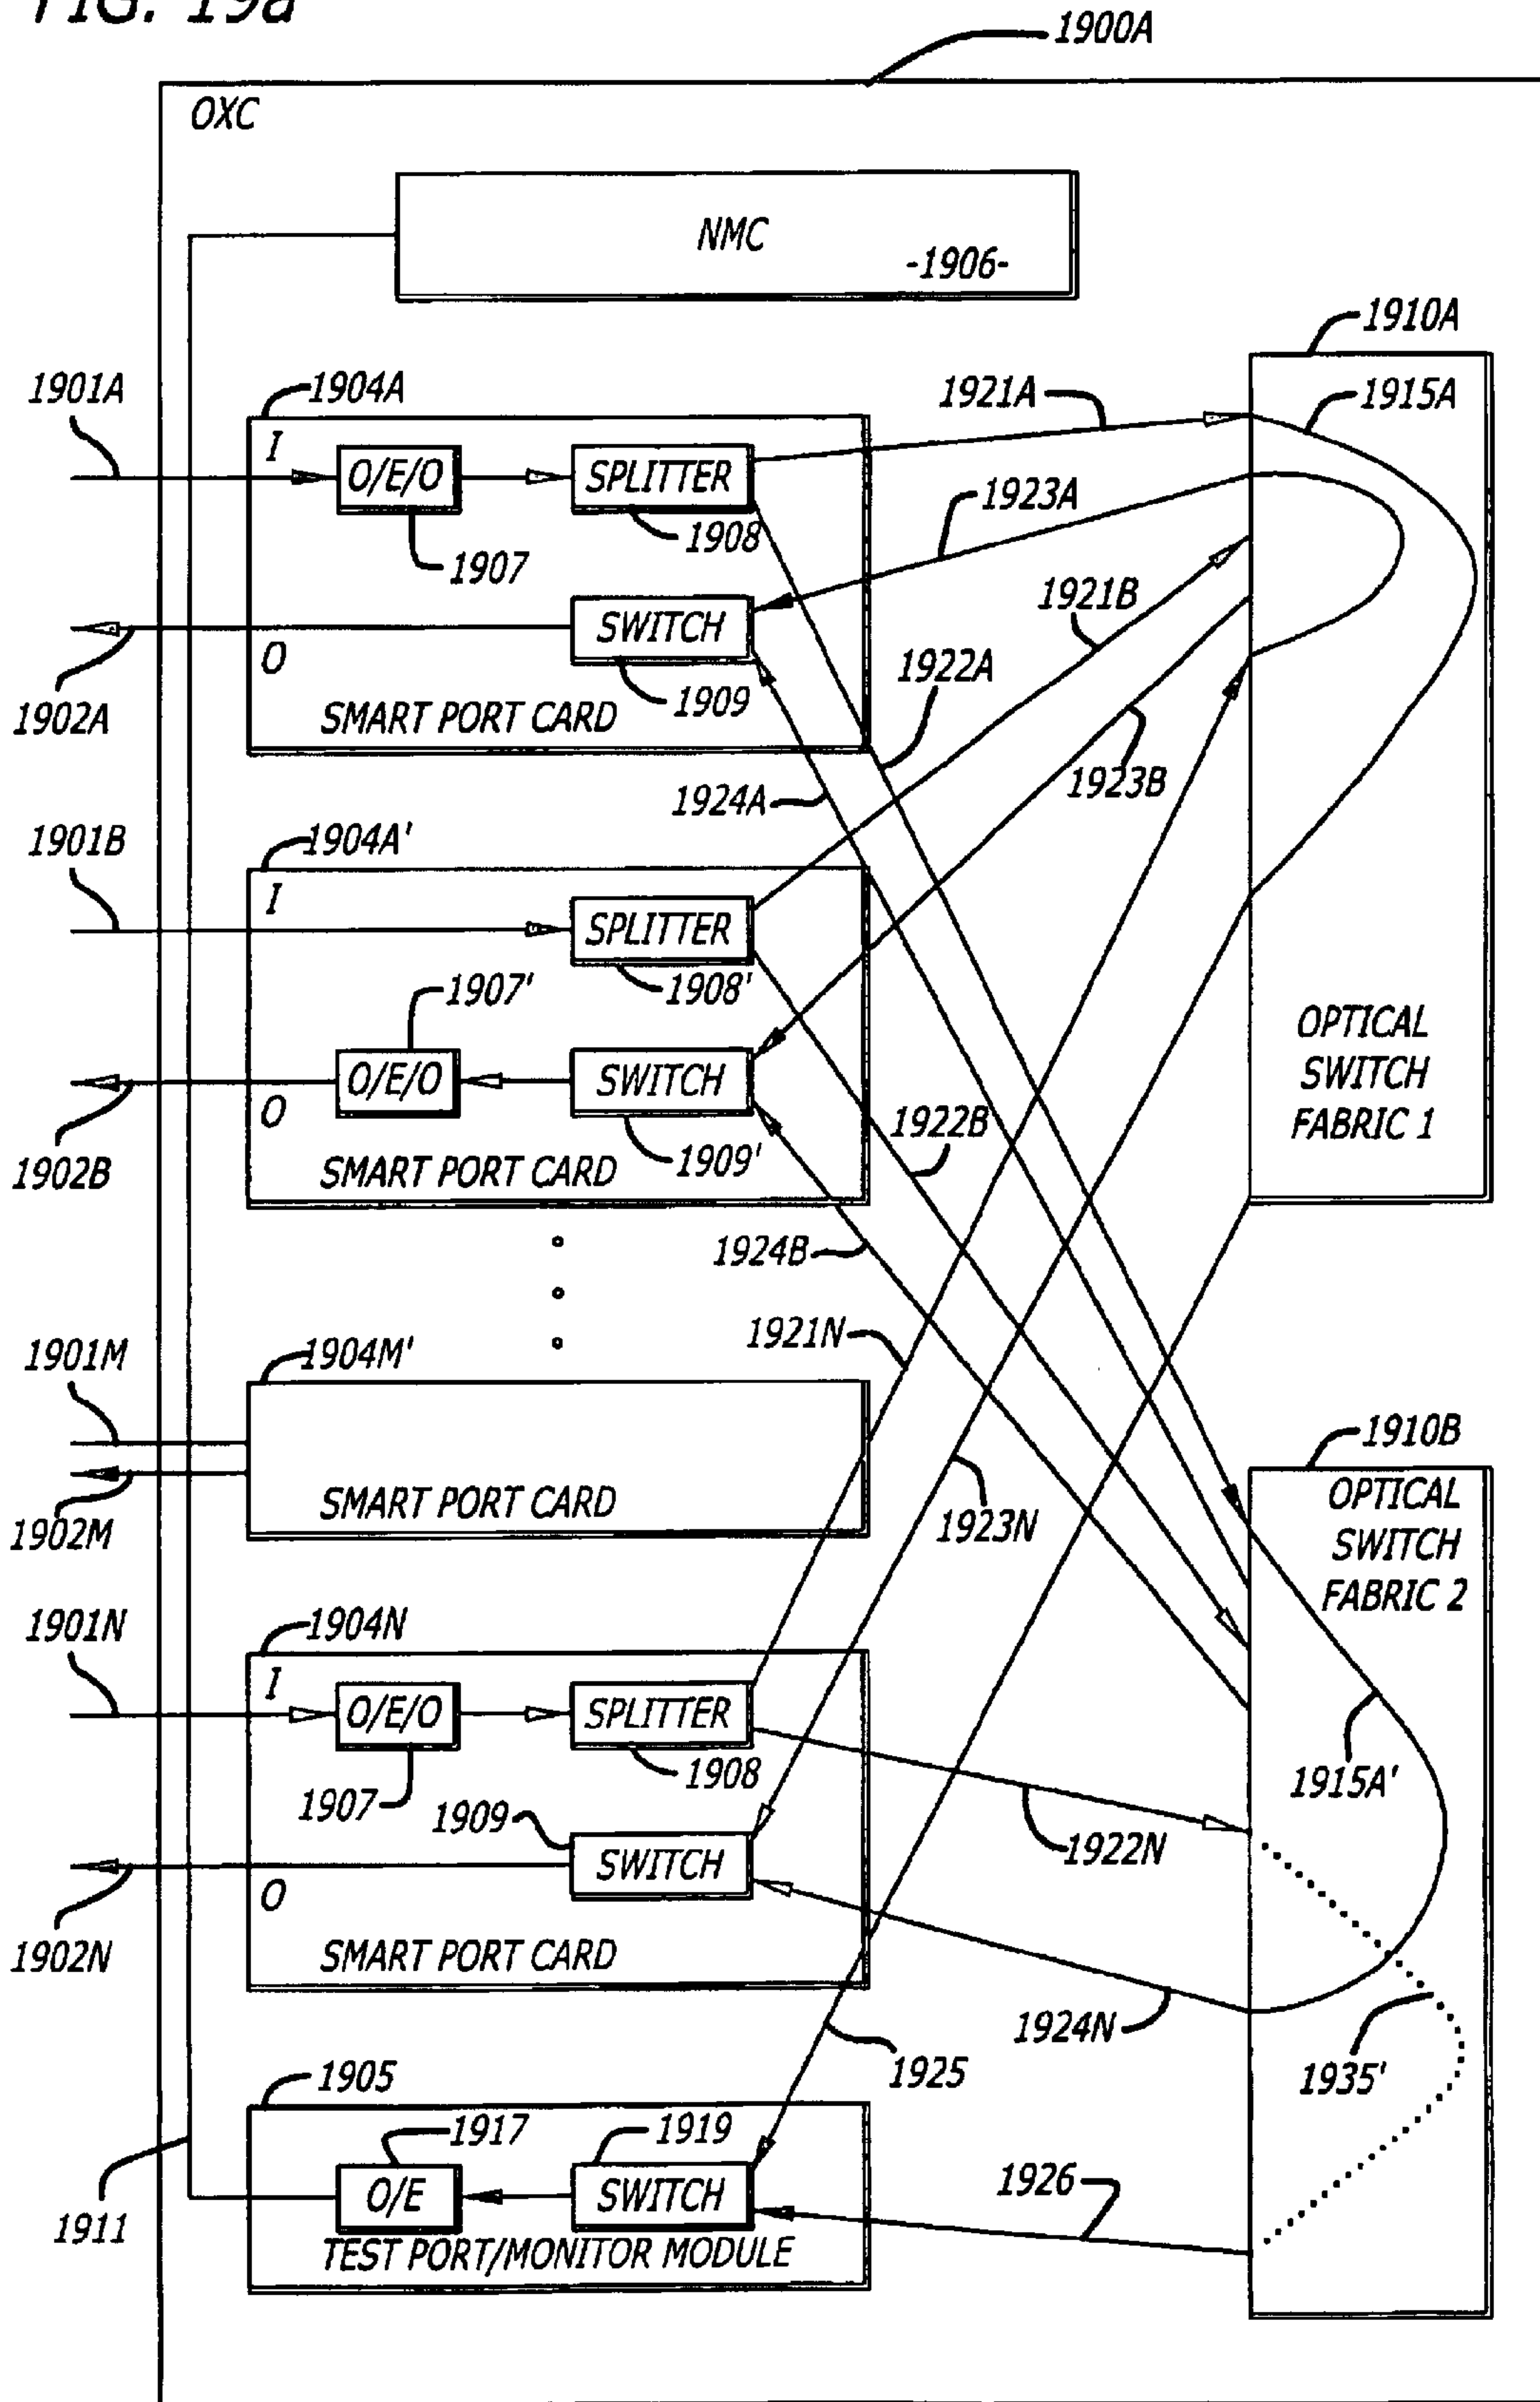 FIG. 19a
1900A
OXC
NMC
-1906-
1910A
1901A
1904A
1921A
1915A
I
O/E/O
SPLITTER
1923A
1908
1907
1921B
SWITCH
O
1922A
1909
1902A
SMART PORT CARD
1923B
1924A
1901B
1904A'
I
SPLITTER
1907'
1908'
OPTICAL
SWITCH
FABRIC 1
O/E/O
SWITCH
O
1922B
1909'
1902B
SMART PORT CARD
1924B
1921N
1901M
1904M'
1910B
OPTICAL
SWITCH
FABRIC 2
SMART PORT CARD
1902M
1923N
1901N
1904N
I
O/E/O
SPLITTER
1908
1915A'
1907
1909
1922N
SWITCH
O
1902N
SMART PORT CARD
1924N
1925
1935'
1905
1917
1919
O/E
SWITCH
1926
1911
TEST PORT/MONITOR MODULE